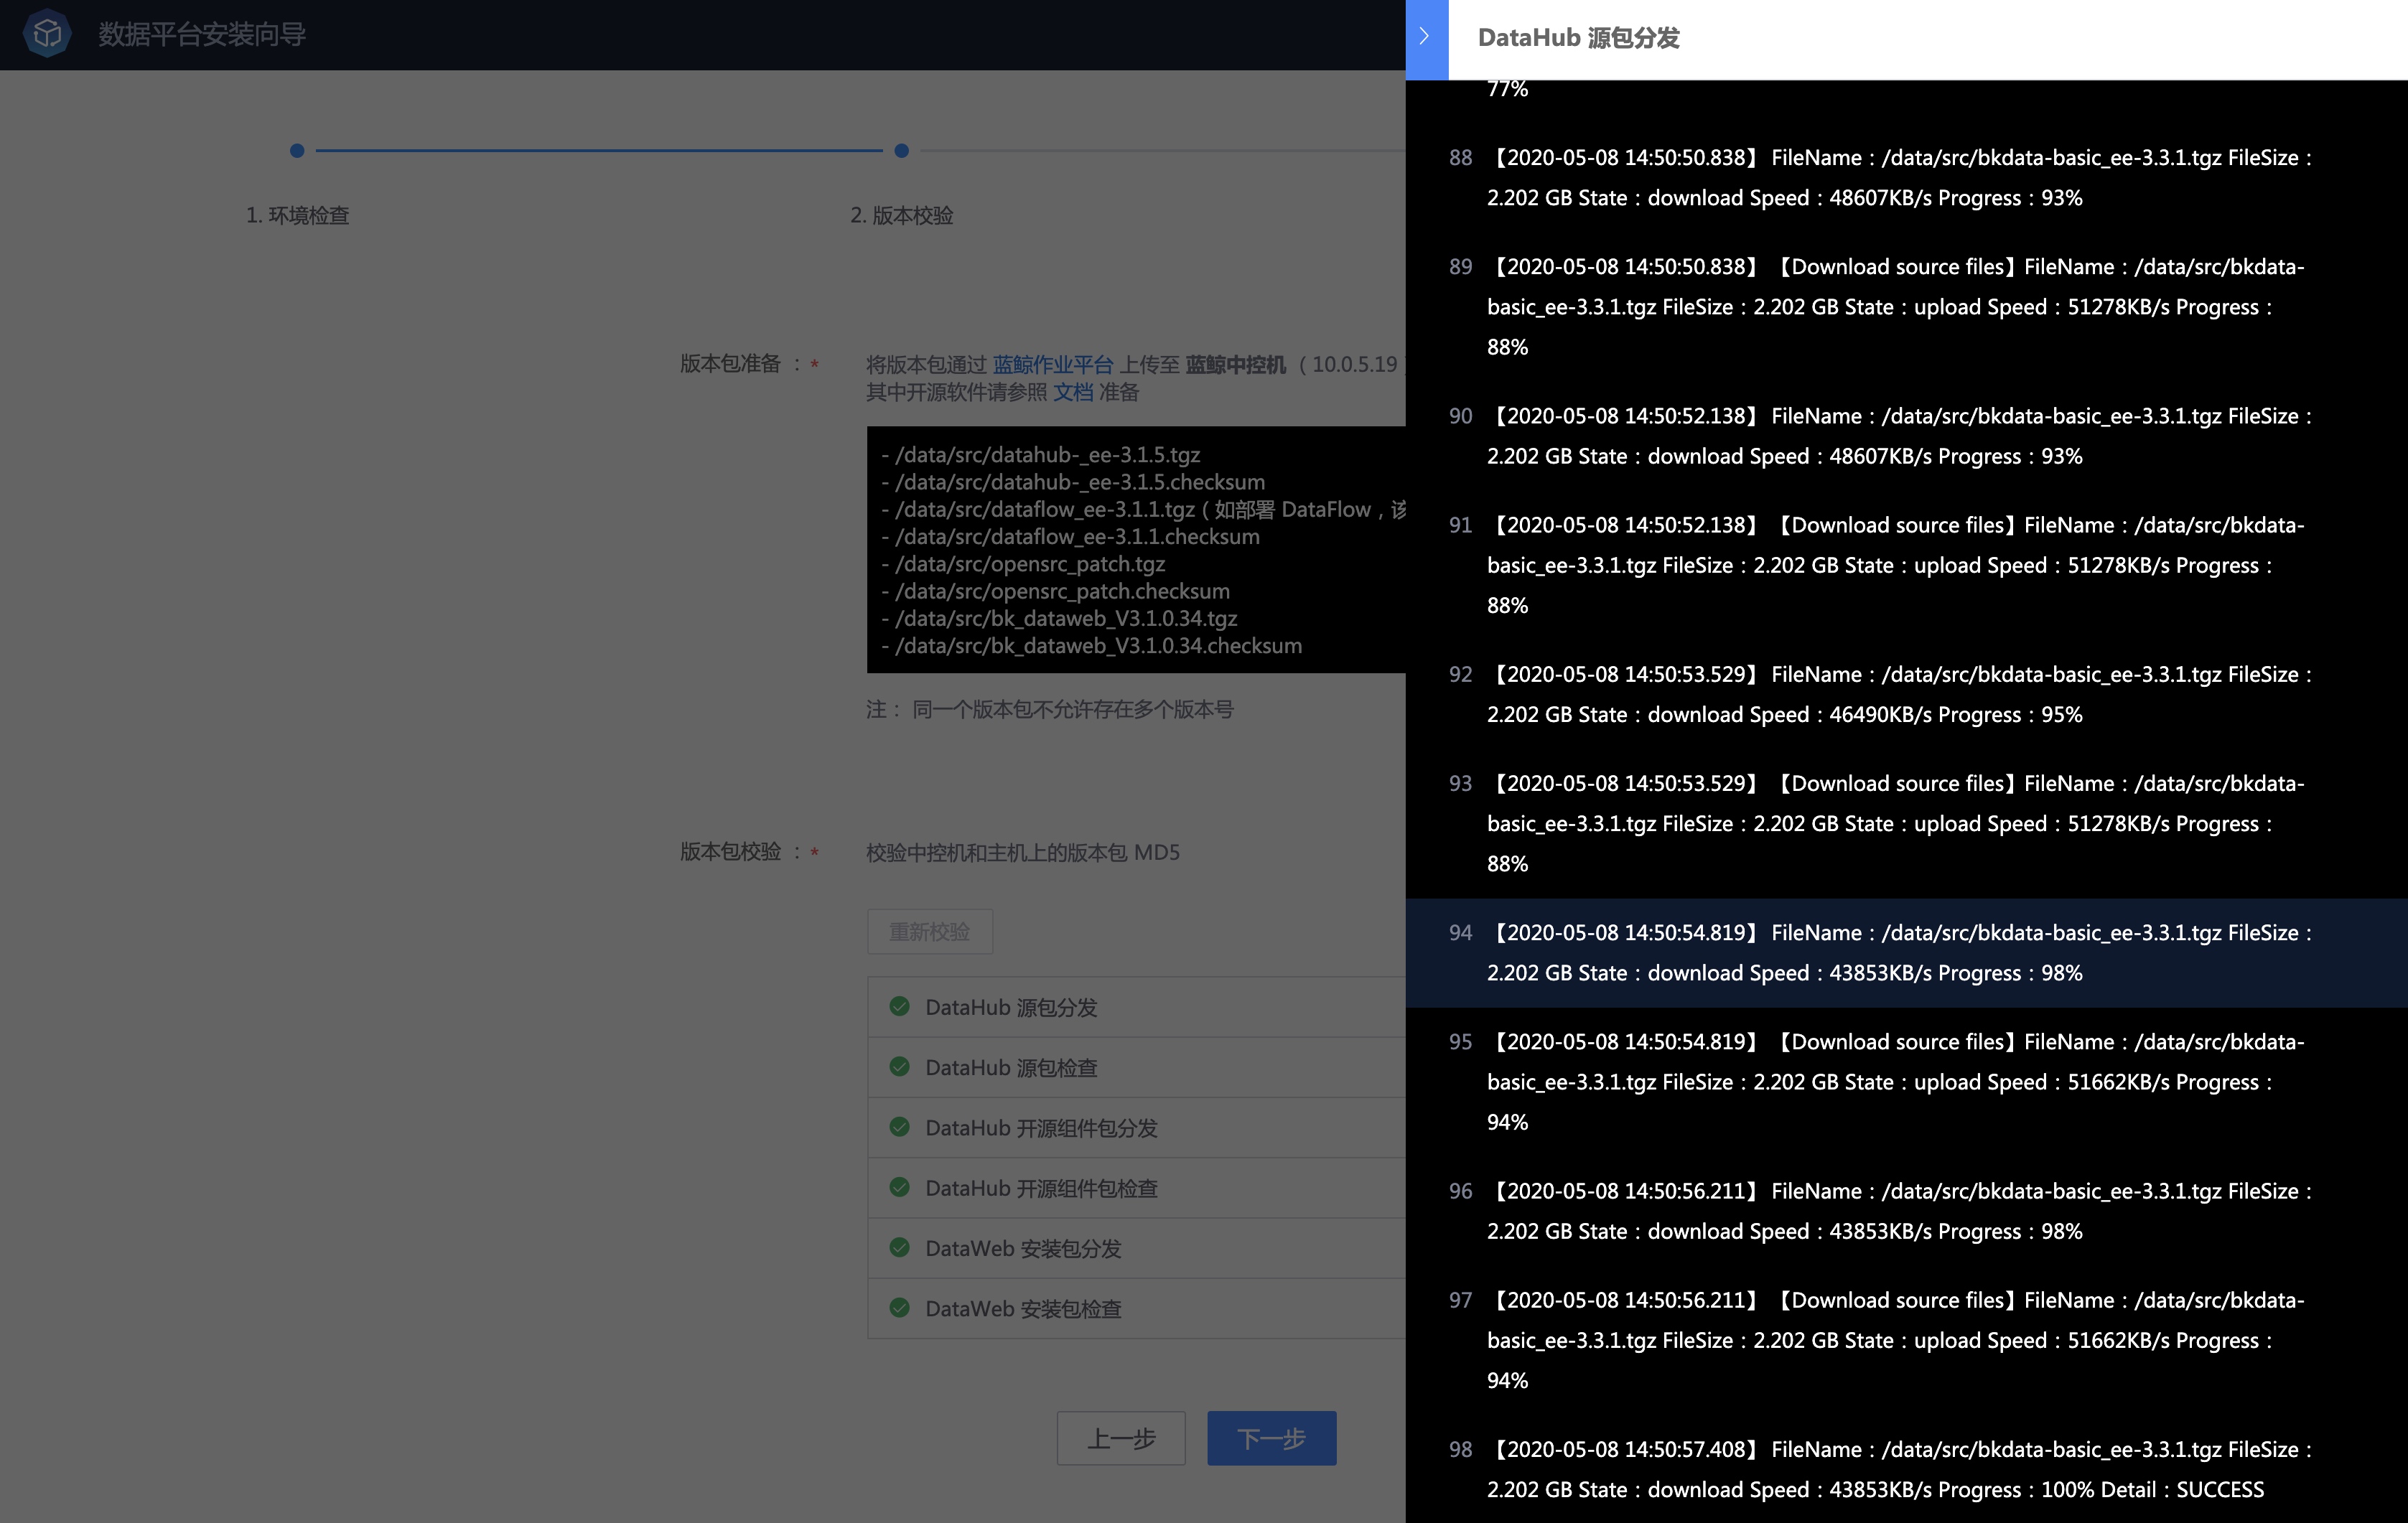 数据平台安装向导
1. 环境检查
2. 版本校验
版本包准备 ：*
将版本包通过 蓝鲸作业平台 上传至 蓝鲸中控机 （ 10.0.5.19
其中开源软件请参照 文档 准备
- /data/src/datahub-_ee-3.1.5.tgz
- /data/src/datahub-_ee-3.1.5.checksum
- /data/src/dataflow_ee-3.1.1.tgz ( 如部署 DataFlow，该
- /data/src/dataflow_ee-3.1.1.checksum
- /data/src/opensrc_patch.tgz
- /data/src/opensrc_patch.checksum
- /data/src/bk_dataweb_V3.1.0.34.tgz
- /data/src/bk_dataweb_V3.1.0.34.checksum
注： 同一个版本包不允许存在多个版本号
版本包校验 ：*
校验中控机和主机上的版本包 MD5
重新校验
DataHub 源包分发
DataHub 源包检查
DataHub 开源组件包分发
DataHub 开源组件包检查
DataWeb 安装包分发
DataWeb 安装包检查
上一步
下一步
DataHub 源包分发
77%
88 【2020-05-08 14:50:50.838】 FileName：/data/src/bkdata-basic_ee-3.3.1.tgz FileSize：
2.202 GB State：download Speed：48607KB/s Progress：93%
89 【2020-05-08 14:50:50.838】 【Download source files】FileName：/data/src/bkdata-
basic_ee-3.3.1.tgz FileSize：2.202 GB State：upload Speed：51278KB/s Progress：
88%
90 【2020-05-08 14:50:52.138】 FileName：/data/src/bkdata-basic_ee-3.3.1.tgz FileSize：
2.202 GB State：download Speed：48607KB/s Progress：93%
91 【2020-05-08 14:50:52.138】 【Download source files】FileName：/data/src/bkdata-
basic_ee-3.3.1.tgz FileSize：2.202 GB State：upload Speed：51278KB/s Progress：
88%
92 【2020-05-08 14:50:53.529】 FileName：/data/src/bkdata-basic_ee-3.3.1.tgz FileSize：
2.202 GB State：download Speed：46490KB/s Progress：95%
93 【2020-05-08 14:50:53.529】 【Download source files】FileName：/data/src/bkdata-
basic_ee-3.3.1.tgz FileSize：2.202 GB State：upload Speed：51278KB/s Progress：
88%
94 【2020-05-08 14:50:54.819】 FileName：/data/src/bkdata-basic_ee-3.3.1.tgz FileSize：
2.202 GB State：download Speed：43853KB/s Progress：98%
95 【2020-05-08 14:50:54.819】 【Download source files】FileName：/data/src/bkdata-
basic_ee-3.3.1.tgz FileSize：2.202 GB State：upload Speed：51662KB/s Progress：
94%
96 【2020-05-08 14:50:56.211】 FileName：/data/src/bkdata-basic_ee-3.3.1.tgz FileSize：
2.202 GB State：download Speed：43853KB/s Progress：98%
97 【2020-05-08 14:50:56.211】 【Download source files】FileName：/data/src/bkdata-
basic_ee-3.3.1.tgz FileSize：2.202 GB State：upload Speed：51662KB/s Progress：
94%
98 【2020-05-08 14:50:57.408】 FileName：/data/src/bkdata-basic_ee-3.3.1.tgz FileSize：
2.202 GB State：download Speed：43853KB/s Progress：100% Detail：SUCCESS